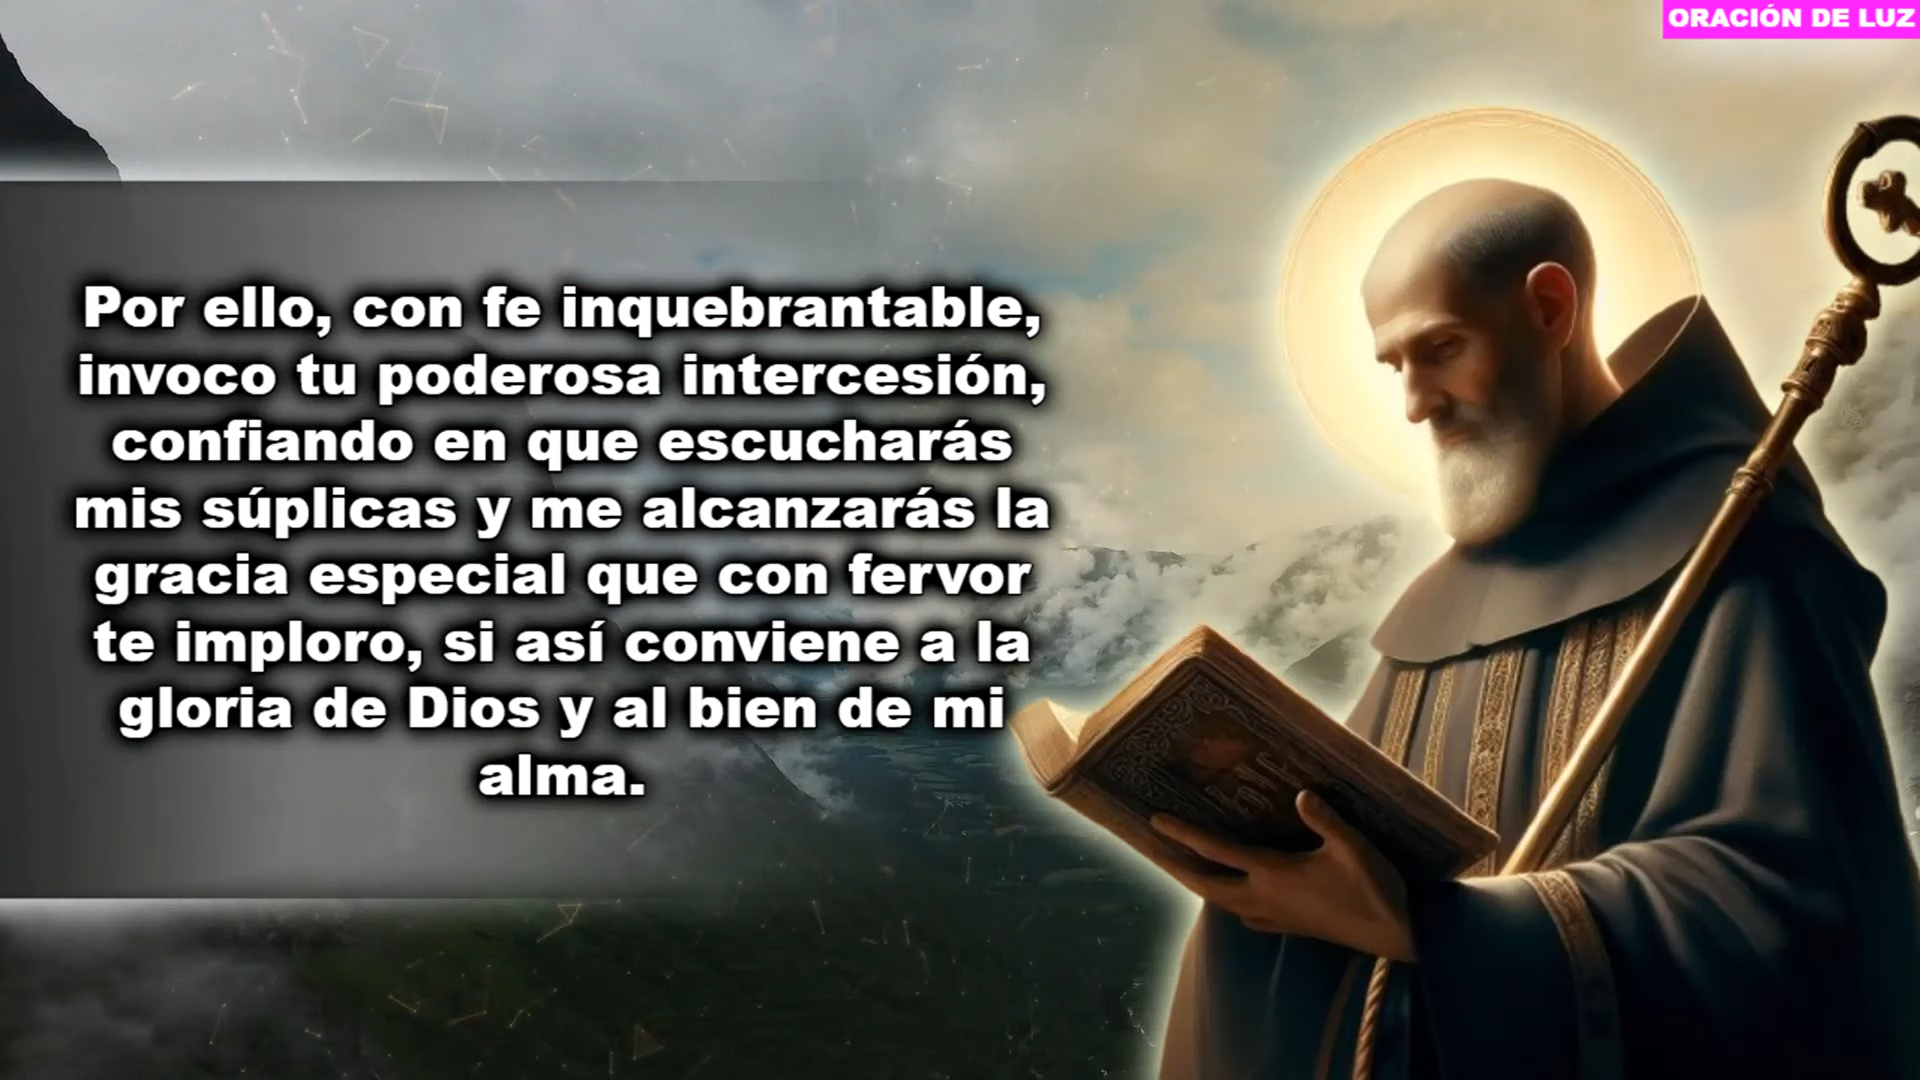 ORACIÓN DE LUZ
Por ello, con fe inquebrantable,
invoco tu poderosa intercesión,
confiando en que escucharás
mis súplicas y me alcanzarás la
gracia especial que con fervor
te imploro, si así conviene a la
gloria de Dios y al bien de mi
alma.